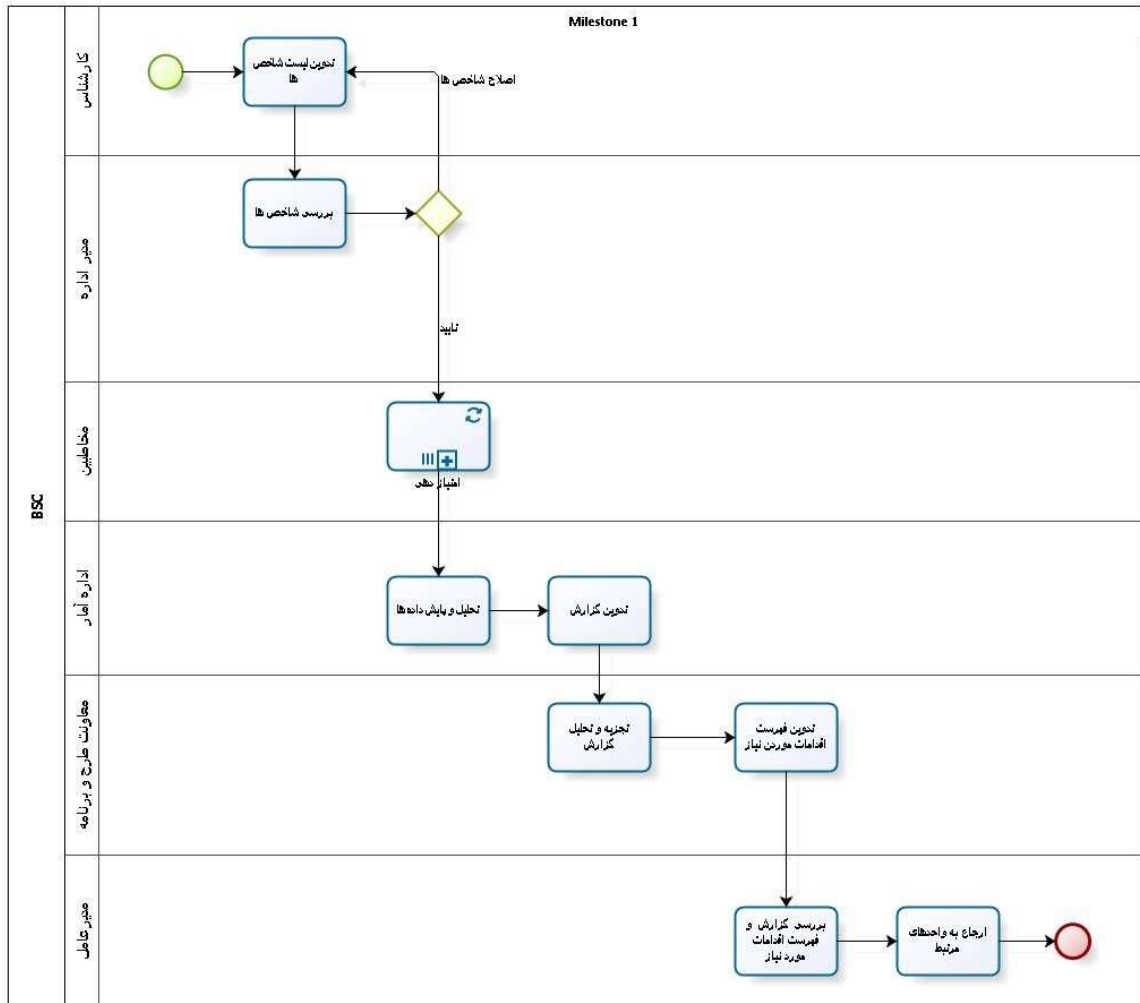 Milestone 1
BSC
کارشناس
تدوین لیست شاخص
ها
اصلاح شاخص ها
مدیر اداره
بررسی شاخص ها
تایید
مخاطبین
امتیاز دهی
اداره آمار
تحلیل و پایش داده ها
تدوین گزارش
معاونت طرح و برنامه
تجزیه و تحلیل
گزارش
تدوین فهرست
اقدامات موردن نیاز
مدیر عامل
بررسی گزارش و
فهرست اقدامات
مورد نیاز
ارجاع به واحدهای
مرتبط